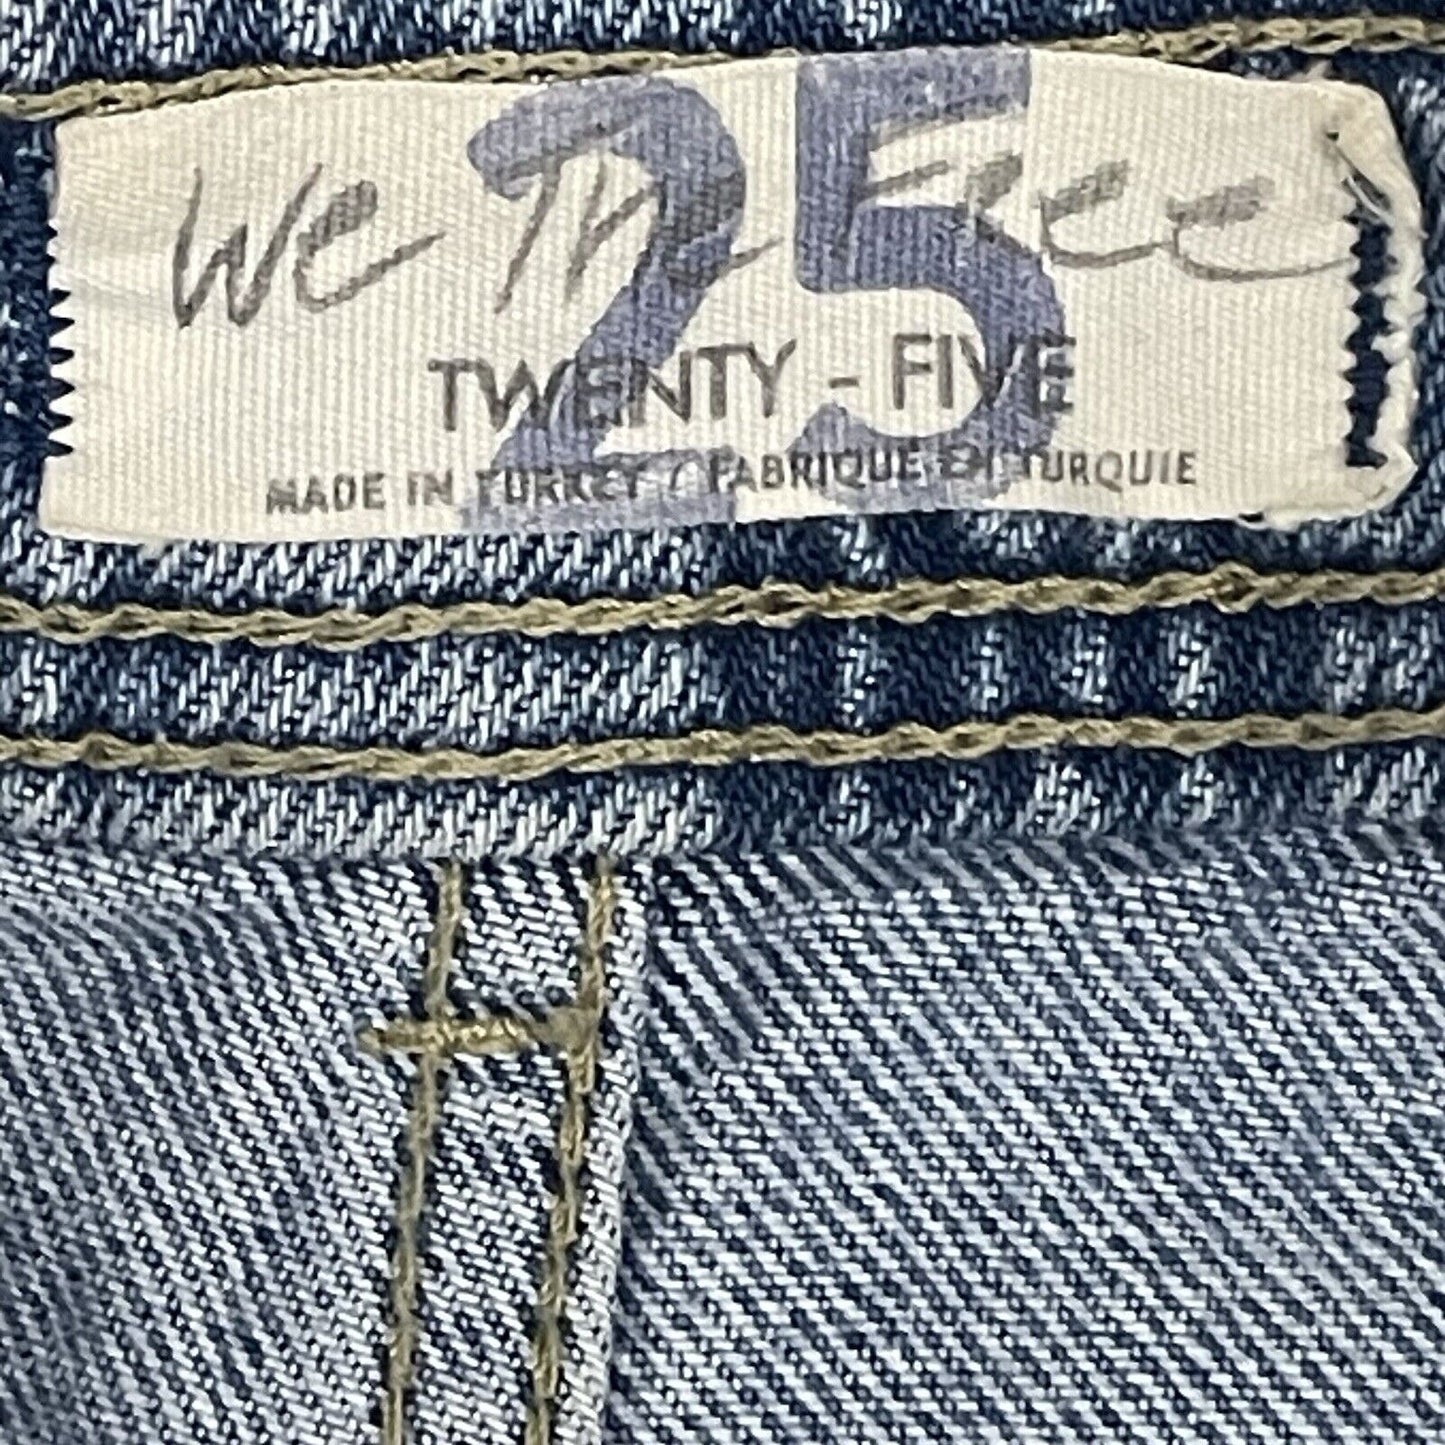 We The Free
25
TWENTY - FIVE
MADE IN TURKEY / FABRIQUE EN TURQUIE